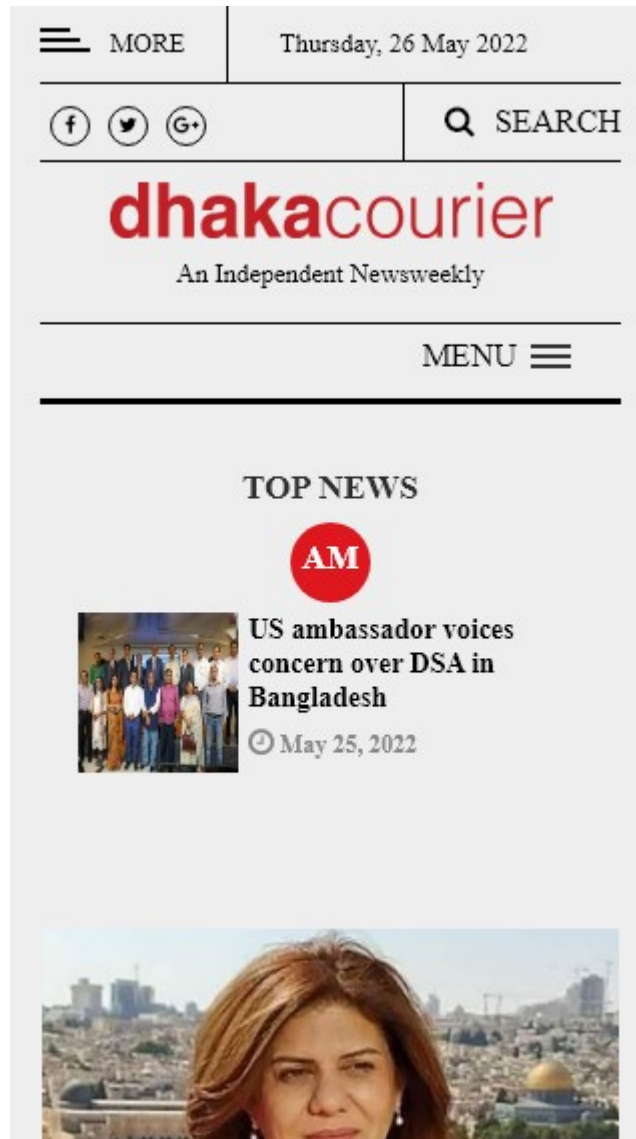 MORE
Thursday, 26 May 2022
f
G+
SEARCH
dhakacourier
An Independent Newsweekly
MENU
TOP NEWS
AM
US ambassador voices
concern over DSA in
Bangladesh
May 25, 2022